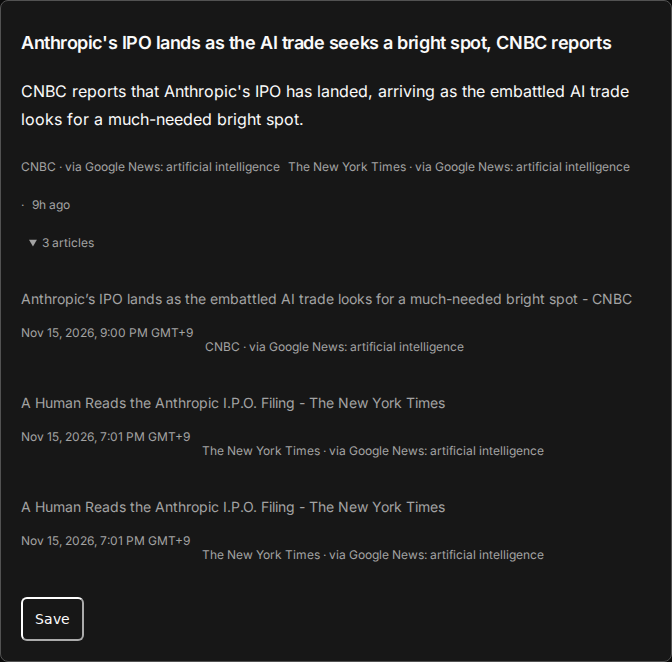 Anthropic's IPO lands as the AI trade seeks a bright spot, CNBC reports
CNBC reports that Anthropic's IPO has landed, arriving as the embattled AI trade
looks for a much-needed bright spot.
CNBC · via Google News: artificial intelligence The New York Times · via Google News: artificial intelligence
· 9h ago
▼ 3 articles
Anthropic’s IPO lands as the embattled AI trade looks for a much-needed bright spot - CNBC
Nov 15, 2026, 9:00 PM GMT+9
CNBC · via Google News: artificial intelligence
A Human Reads the Anthropic I.P.O. Filing - The New York Times
Nov 15, 2026, 7:01 PM GMT+9
The New York Times · via Google News: artificial intelligence
A Human Reads the Anthropic I.P.O. Filing - The New York Times
Nov 15, 2026, 7:01 PM GMT+9
The New York Times · via Google News: artificial intelligence
Save